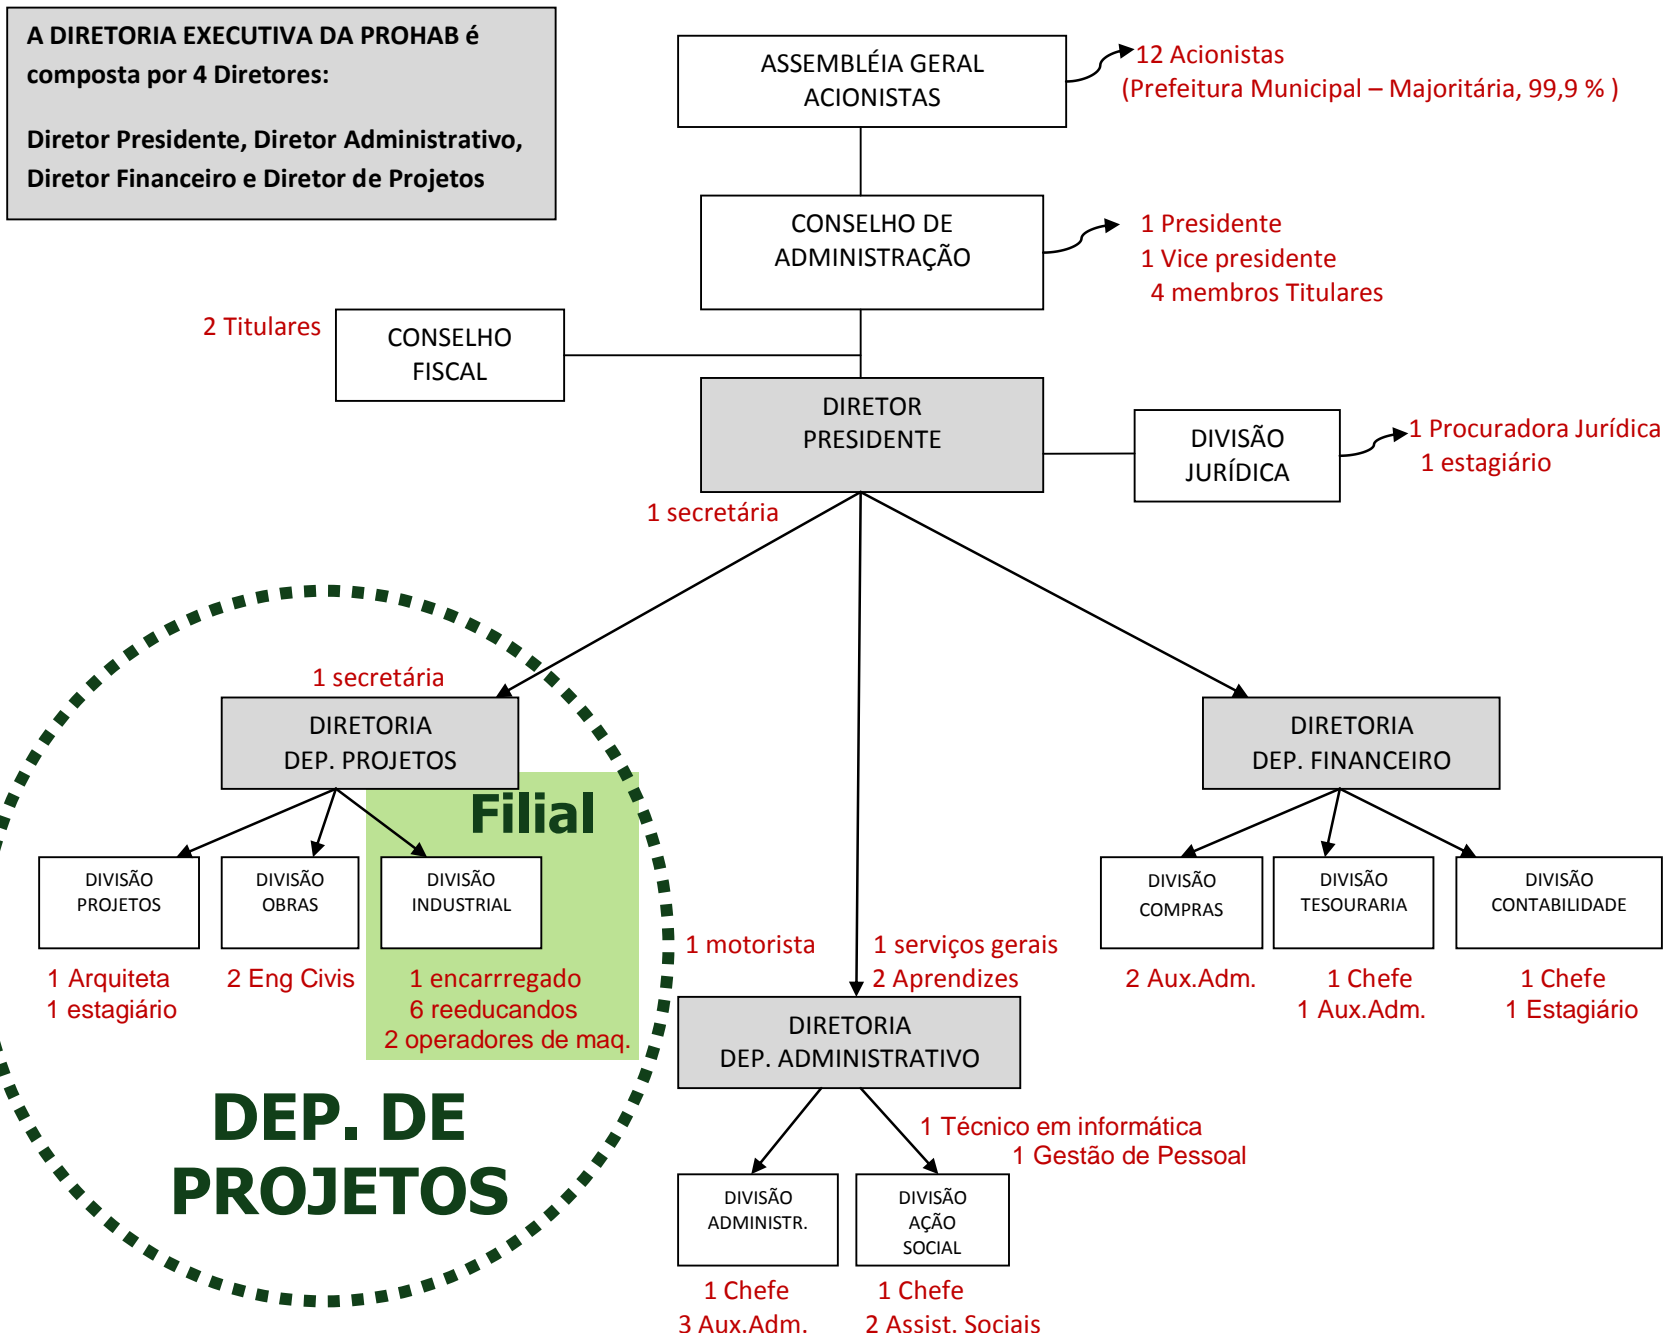 A DIRETORIA EXECUTIVA DA PROHAB é
composta por 4 Diretores:
Diretor Presidente, Diretor Administrativo,
Diretor Financeiro e Diretor de Projetos
ASSEMBLÉIA GERAL
ACIONISTAS
12 Acionistas
(Prefeitura Municipal – Majoritária, 99,9 % )
CONSELHO DE
ADMINISTRAÇÃO
1 Presidente
1 Vice presidente
4 membros Titulares
2 Titulares
CONSELHO
FISCAL
DIRETOR
PRESIDENTE
DIVISÃO
JURÍDICA
1 Procuradora Jurídica
1 estagiário
1 secretária
1 secretária
DIRETORIA
DEP. PROJETOS
Filial
DIVISÃO
PROJETOS
DIVISÃO
OBRAS
DIVISÃO
INDUSTRIAL
1 Arquiteta
1 estagiário
2 Eng Civis
1 encarrregado
6 reeducandos
2 operadores de maq.
DEP. DE
PROJETOS
DIRETORIA
DEP. FINANCEIRO
DIVISÃO
COMPRAS
DIVISÃO
TESOURARIA
DIVISÃO
CONTABILIDADE
2 Aux.Adm.
1 Chefe
1 Aux.Adm.
1 Chefe
1 Estagiário
1 motorista
1 serviços gerais
2 Aprendizes
DIRETORIA
DEP. ADMINISTRATIVO
1 Técnico em informática
1 Gestão de Pessoal
DIVISÃO
ADMINISTR.
DIVISÃO
AÇÃO
SOCIAL
1 Chefe
3 Aux.Adm.
1 Chefe
2 Assist. Sociais